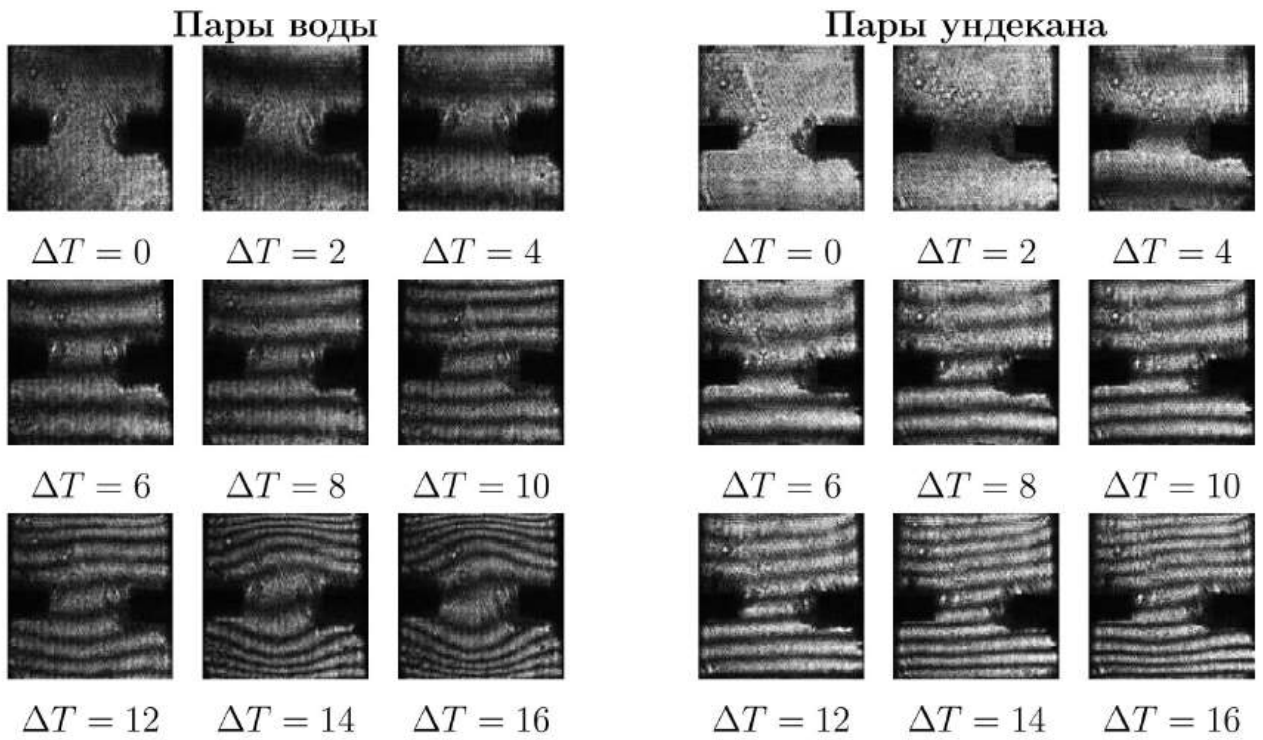 Пары воды
Пары ундекана
ΔT = 0
ΔT = 2
ΔT = 4
ΔT = 0
ΔT = 2
ΔT = 4
ΔT = 6
ΔT = 8
ΔT = 10
ΔT = 6
ΔT = 8
ΔT = 10
ΔT = 12
ΔT = 14
ΔT = 16
ΔT = 12
ΔT = 14
ΔT = 16